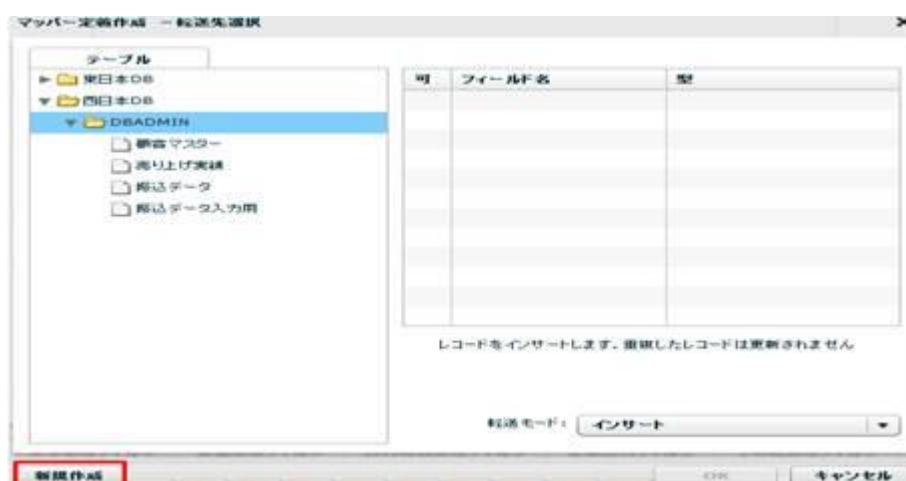 マッパー定義作成 －転送先選択
テーブル
東日本DB
西日本DB
DBADMIN
顧客マスター
売り上げ実績
振込データ
振込データ入力用
可 フィールド名 型
レコードをインサートします。重複したレコードは更新されません
転送モード: インサート
新規作成
OK キャンセル